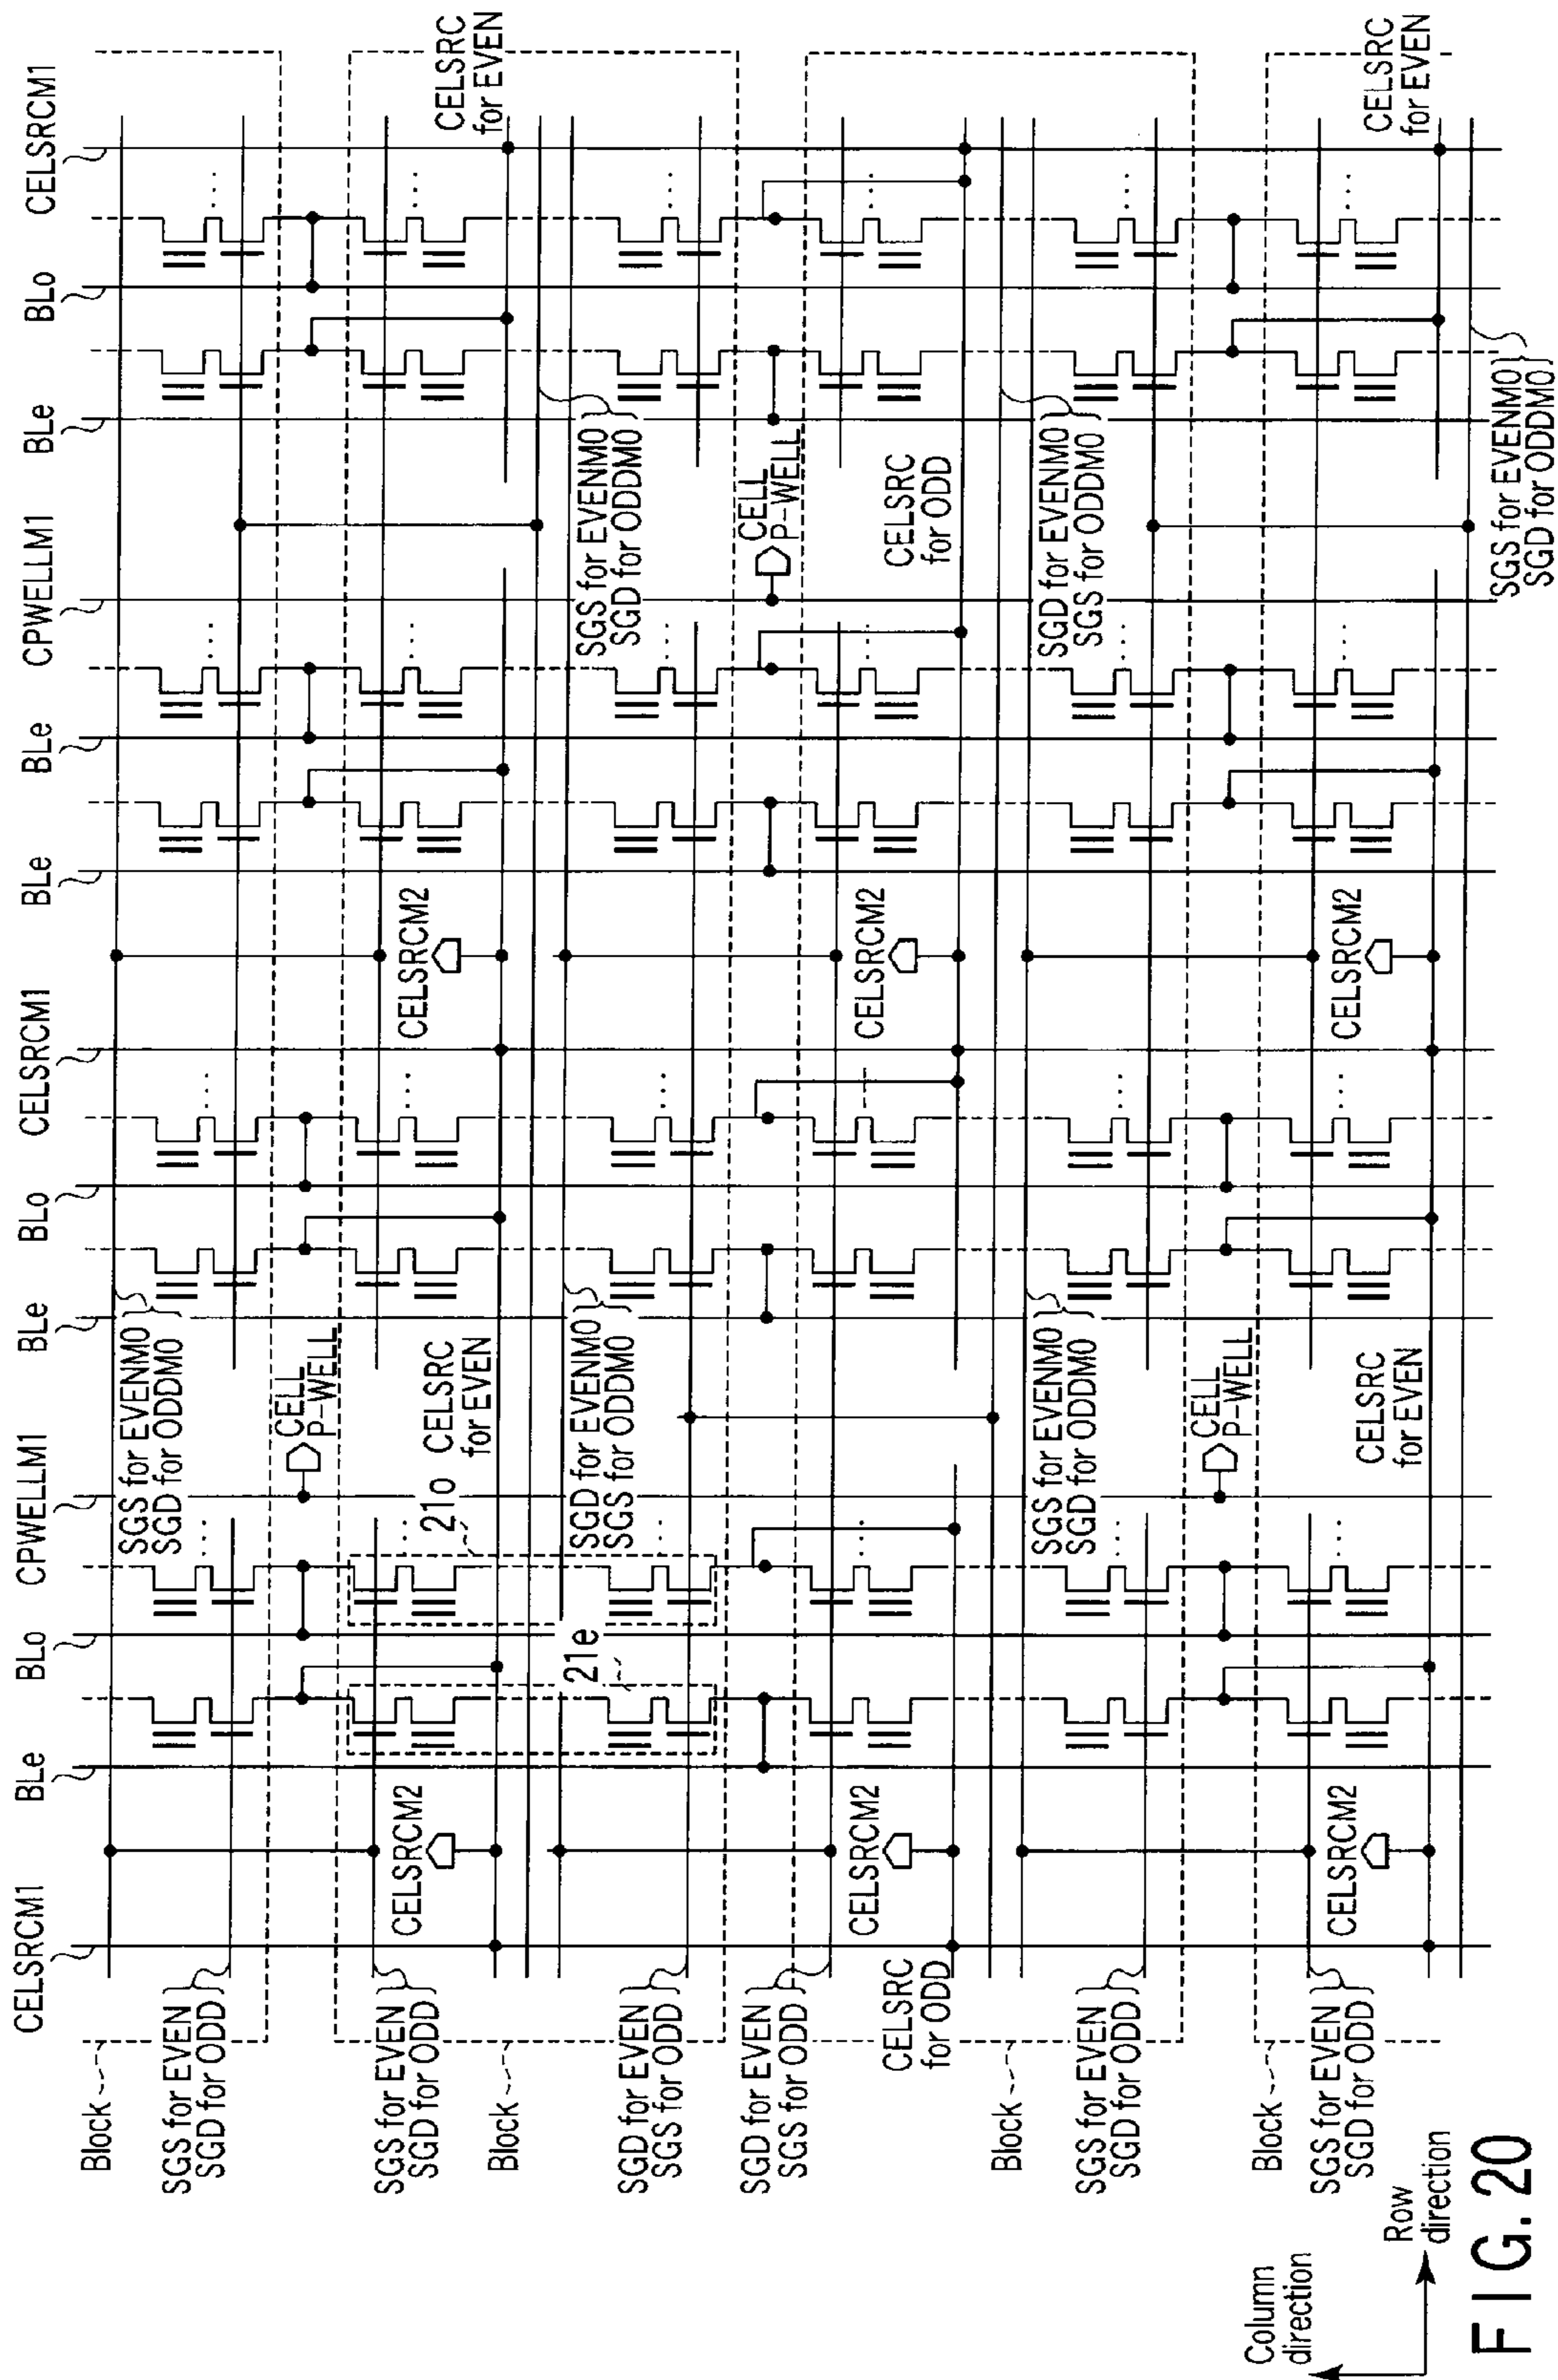 CELSRCM1
BLe
BLo
CPWELLM1
BLe
BLo
CELSRCM1
BLe
BLe
CPWELLM1
BLe
BLo
CELSRCM1
Block
SGS for EVEN
SGD for ODD
SGS for EVENM0
SGD for ODDM0
CELL
P-WELL
SGS for EVEN
SGD for ODD
CELSRCM2
21o
CELSRC
for EVEN
CELSRCM2
CELSRC
for EVEN
Block
21e
SGD for EVENM0
SGS for ODDM0
SGS for EVENM0
SGD for ODDM0
SGD for EVEN
SGS for ODD
SGD for EVEN
SGS for ODD
CELL
P-WELL
CELSRCM2
CELSRCM2
CELSRC
for ODD
CELSRC
for ODD
Block
SGS for EVENM0
SGD for ODDM0
SGD for EVENM0
SGS for ODDM0
SGS for EVEN
SGD for ODD
CELL
P-WELL
Block
SGS for EVEN
SGD for ODD
CELSRCM2
CELSRC
for EVEN
CELSRCM2
CELSRC
for EVEN
SGS for EVENM0
SGD for ODDM0
Column
direction
Row
direction
FIG. 20